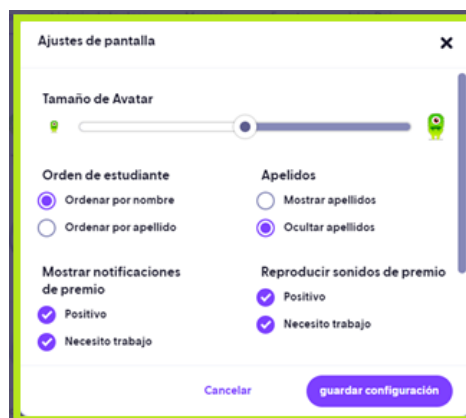 Ajustes de pantalla
Tamaño de Avatar
Orden de estudiante
Ordenar por nombre
Ordenar por apellido
Apelidos
Mostrar apellidos
Ocultar apellidos
Mostrar notificaciones
de premio
Positivo
Necesito trabajo
Reproducir sonidos de premio
Positivo
Necesito trabajo
Cancelar
guardar configuración